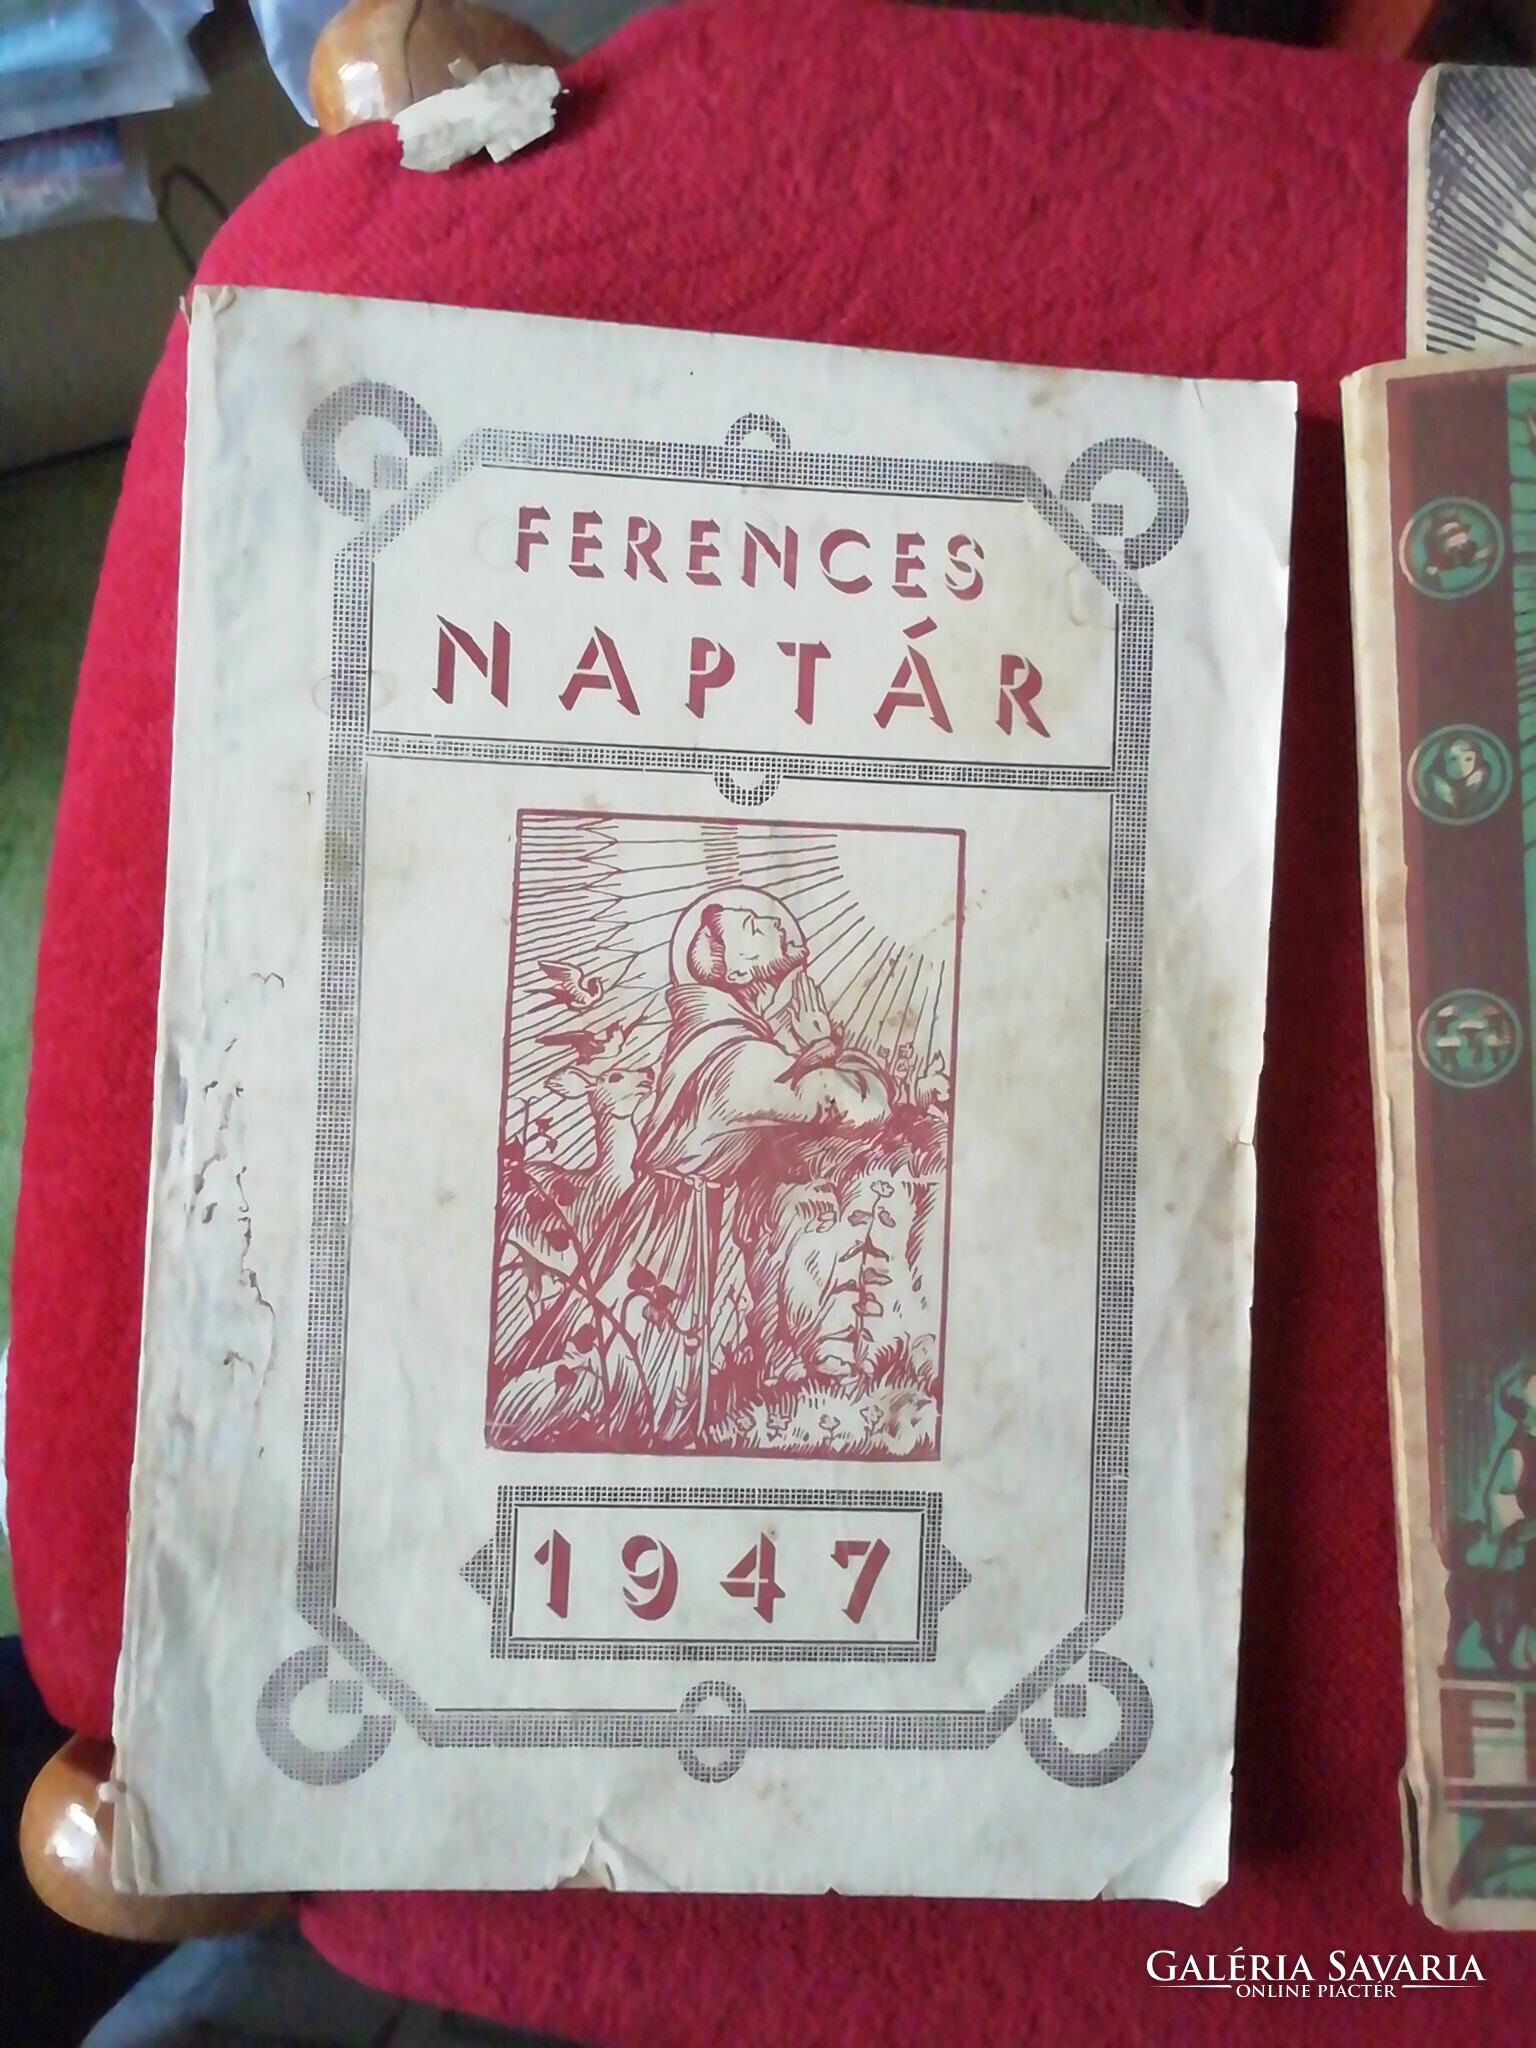 FERENCES
NAPTÁR
1947
F
GALÉRIA SAVARIA
ONLINE PIACTÉR